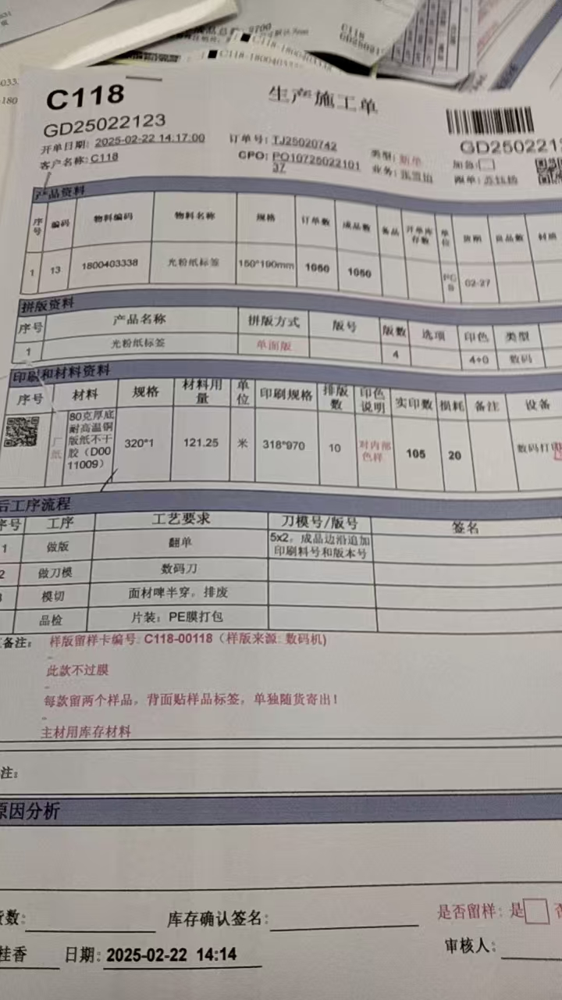 C118
生产施工单
GD25022123
开单日期: 2025-02-22 14:17:00
订单号: TJ25020742
客户名称: C118
CPO: PO10725022101
37
类型: 新单
加急:
业务:
跟单:
产品资料
序号 编码 物料编码 物料名称 规格 订单数 成品数 备品 开单库存数 单位 货期 良品数 材质
1 13 1800403338 光粉纸标签 150*190mm 1050 1050 PCS 02-27
拼版资料
序号 产品名称 拼版方式 版号 版数 选项 印色 类型
1 光粉纸标签 单面版 4 4+0 数码
印刷和材料资料
序号 材料 规格 材料用量 单位 印刷规格 排版数 印色说明 实印数 损耗 备注 设备
厂纸 80克厚底
耐高温铜
版纸不干
胶（D00
11009）
320*1 121.25 米 318*970 10 对内部色样 105 20 数码打印
后工序流程
序号 工序 工艺要求 刀模号/版号 签名
1 做版 翻单 5x2，成品边沿追加
印刷料号和版本号
2 做刀模 数码刀
3 模切 面材啤半穿，排废
品检 片装：PE膜打包
备注: 样版留样卡编号: C118-00118（样版来源: 数码机)
-
此款不过膜
-
每款留两个样品，背面贴样品标签，单独随货寄出！
-
主材用库存材料
注:
原因分析
数: 库存确认签名: 是否留样: 是
桂香 日期: 2025-02-22 14:14 审核人: